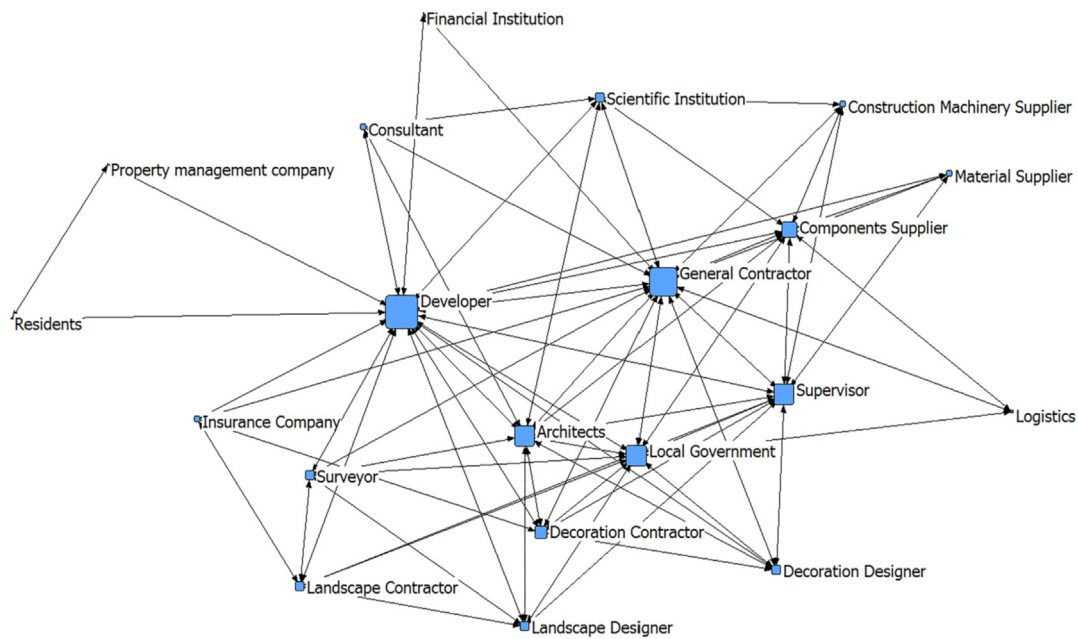 Financial Institution
Scientific Institution
Construction Machinery Supplier
Consultant
Property management company
Material Supplier
Components Supplier
General Contractor
Developer
Residents
Supervisor
Logistics
Insurance Company
Architects
Local Government
Surveyor
Decoration Contractor
Decoration Designer
Landscape Contractor
Landscape Designer